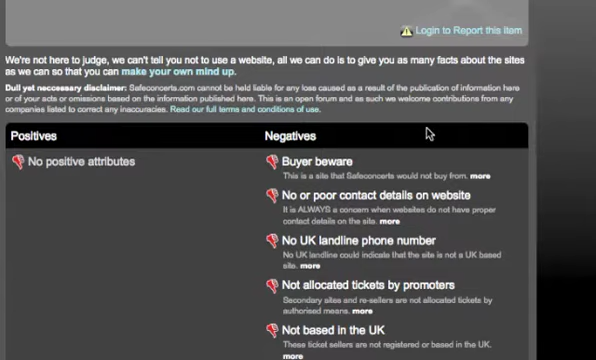 Login to Report this item
We're not here to judge, we can't tell you not to use a website, all we can do is to give you as many facts about the sites
as we can so that you can make your own mind up.
Dull yet neccessary disclaimer: Safeconcerts.com cannot be held liable for any loss caused as a result of the publication of information here
or of your acts or omissions based on the information published here. This is an open forum and as such we welcome contributions from any
companies listed to correct any inaccuracies. Read our full terms and conditions of use.
Positives
Negatives
No positive attributes
Buyer beware
This is a site that Safeconcerts would not buy from. more
No or poor contact details on website
It is ALWAYS a concern when websites do not have proper
contact details on the site. more
No UK landline phone number
No UK landline could indicate that the site is not a UK based
site. more
Not allocated tickets by promoters
Secondary sites and re-sellers are not allocated tickets by
authorised means. more
Not based in the UK
These ticket sellers are not registered or based in the UK.
more